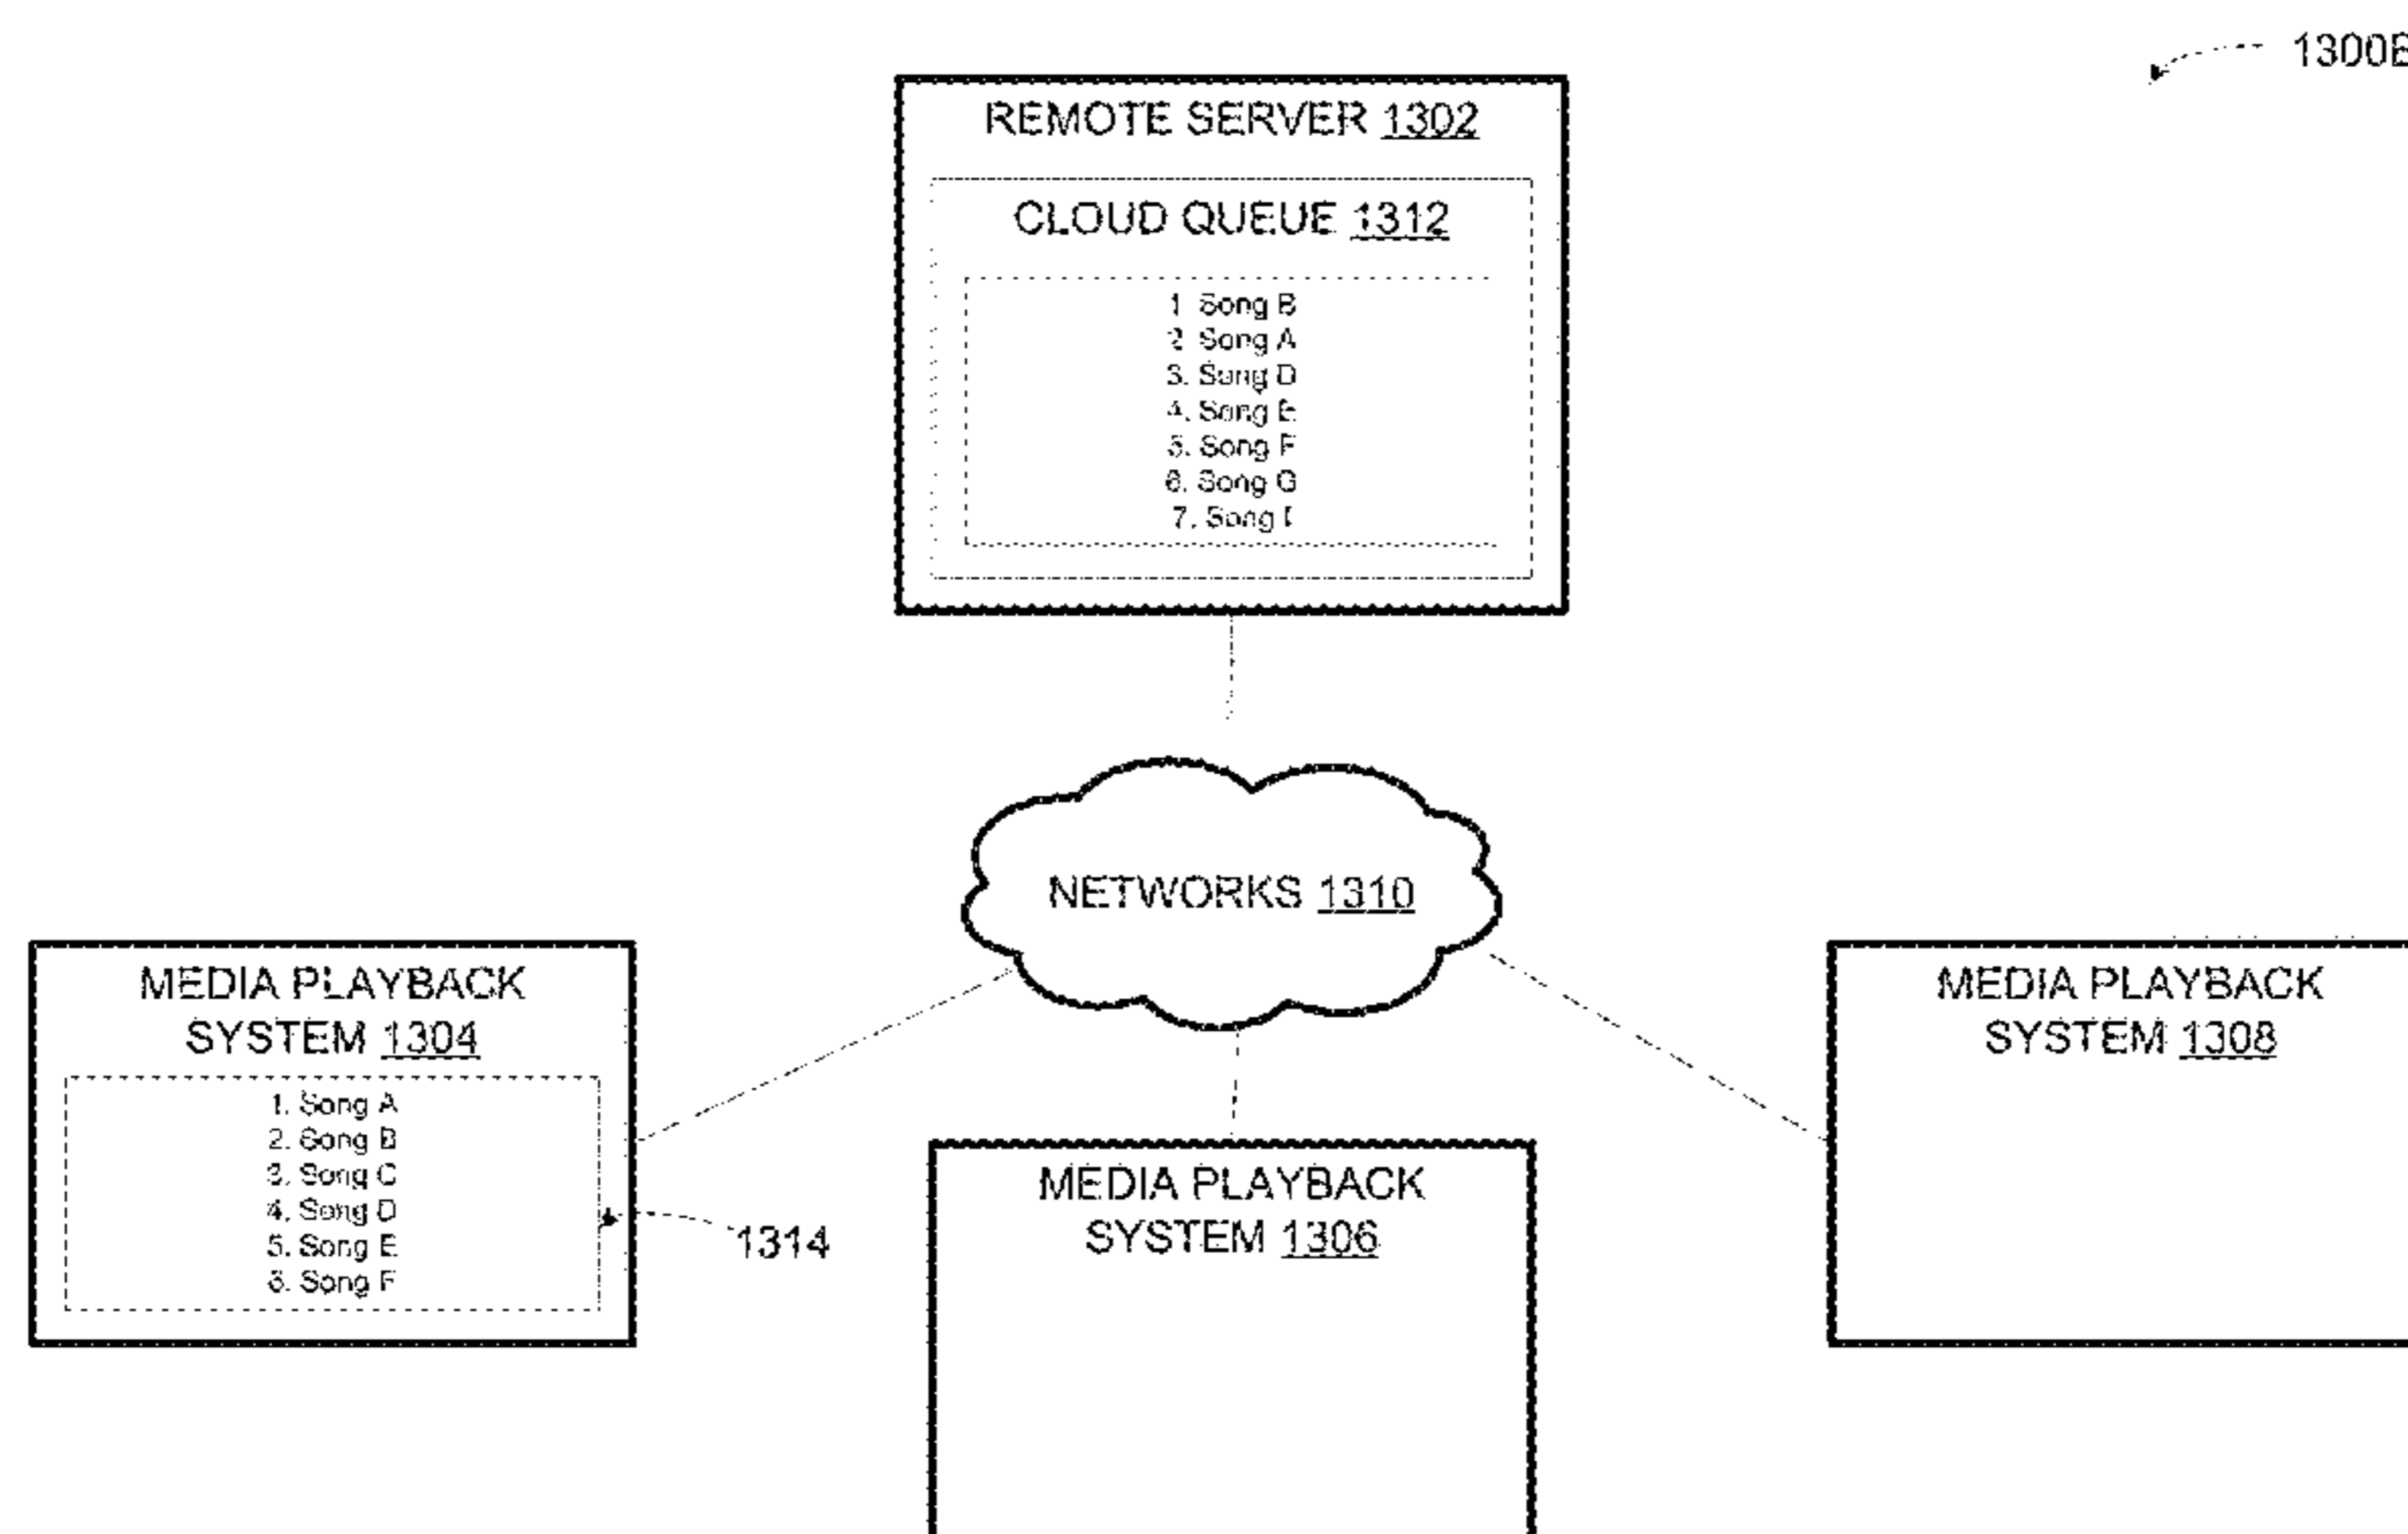 1300B
REMOTE SERVER 1302
CLOUD QUEUE 1312
1 Song B
2 Song A
3. Song D
4. Song E
5. Song F
6. Song G
7. Song I
NETWORKS 1310
MEDIA PLAYBACK
SYSTEM 1304
1. Song A
2. Song B
3. Song C
4. Song D
5. Song E
6. Song F
1314
MEDIA PLAYBACK
SYSTEM 1306
MEDIA PLAYBACK
SYSTEM 1308